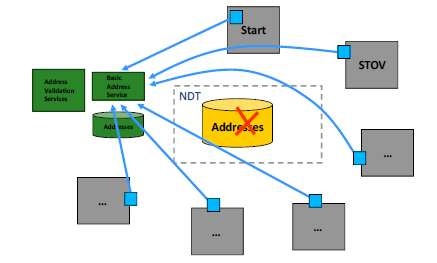 Start
STOV
Address
Validation
Services
Basic
Address
Service
Addresses
NDT
Addresses
...
...
...
...